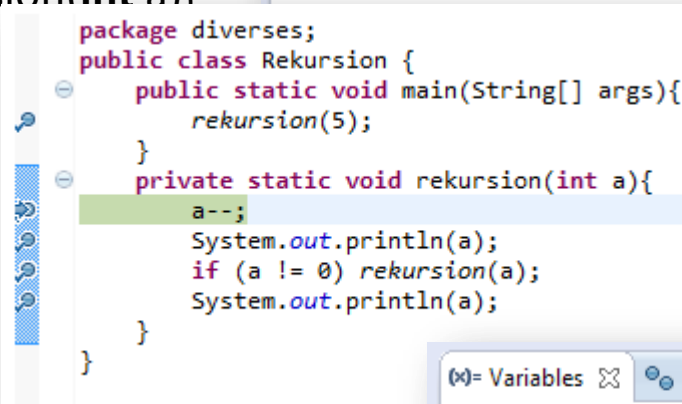 package diverses;
public class Rekursion {
    public static void main(String[] args){
        rekursion(5);
    }
    private static void rekursion(int a){
        a--;
        System.out.println(a);
        if (a != 0) rekursion(a);
        System.out.println(a);
    }
}
(x)= Variables